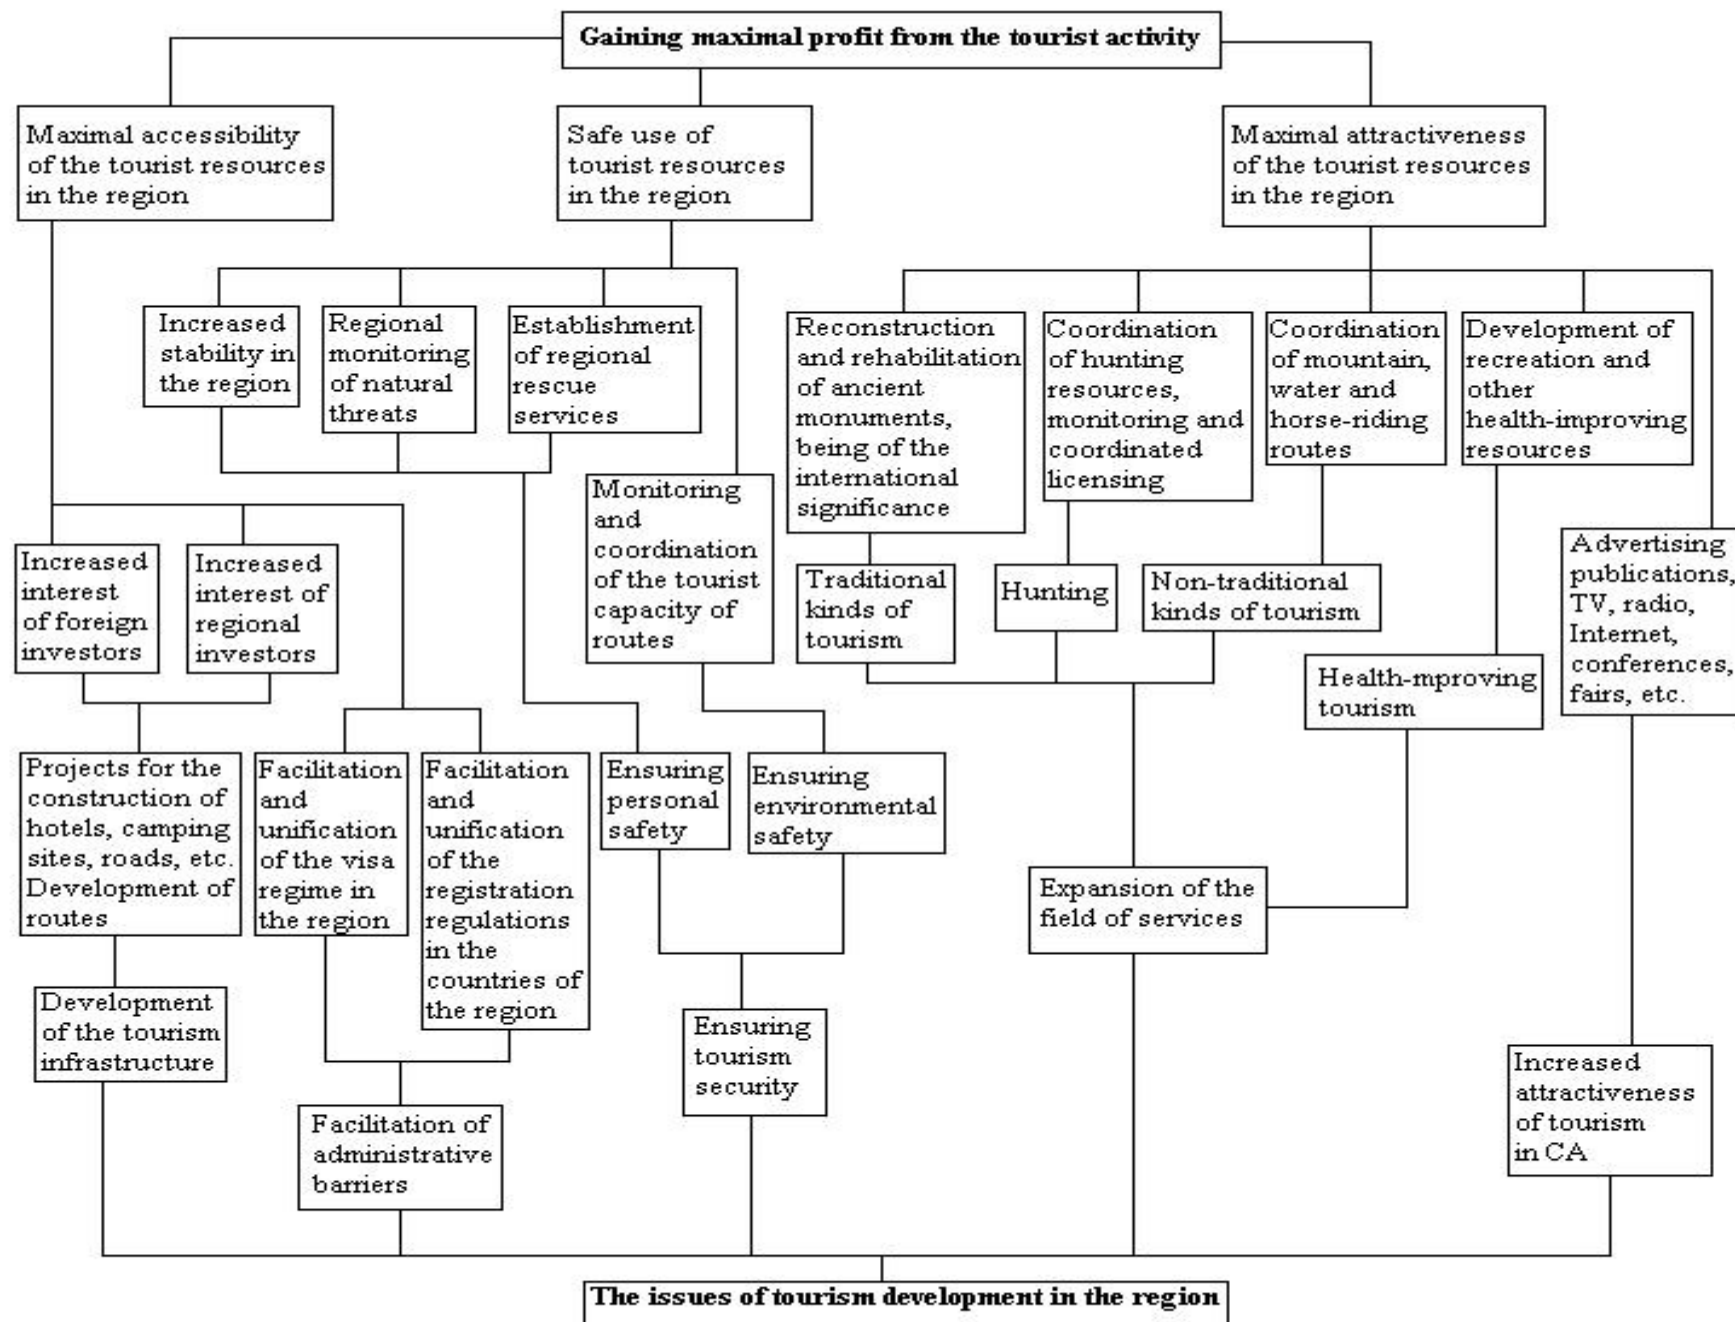 Gaining maximal profit from the tourist activity
Maximal accessibility
of the tourist resources
in the region
Safe use of
tourist resources
in the region
Maximal attractiveness
of the tourist resources
in the region
Increased
stability in
the region
Regional
monitoring
of natural
threats
Establishment
of regional
rescue
services
Reconstruction
and rehabilitation
of ancient
monuments,
being of the
international
significance
Coordination
of hunting
resources,
monitoring and
coordinated
licensing
Coordination
of mountain,
water and
horse-riding
routes
Development of
recreation and
other
health-improving
resources
Monitoring
and
coordination
of the tourist
capacity of
routes
Increased
interest
of foreign
investors
Increased
interest of
regional
investors
Traditional
kinds of
tourism
Hunting
Non-traditional
kinds of tourism
Advertising
publications,
TV, radio,
Internet,
conferences,
fairs, etc.
Health-mproving
tourism
Projects for the
construction of
hotels, camping
sites, roads, etc.
Development of
routes
Facilitation
and
unification
of the visa
regime in
the region
Facilitation
and
unification
of the
registration
regulations
in the
countries of
the region
Ensuring
personal
safety
Ensuring
environmental
safety
Expansion of the
field of services
Development
of the tourism
infrastructure
Ensuring
tourism
security
Increased
attractiveness
of tourism
in CA
Facilitation of
administrative
barriers
The issues of tourism development in the region